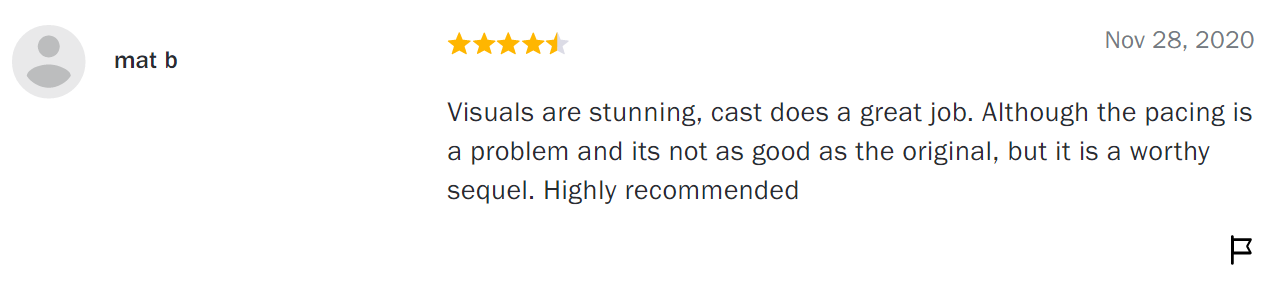 mat b
Nov 28, 2020
Visuals are stunning, cast does a great job. Although the pacing is
a problem and its not as good as the original, but it is a worthy
sequel. Highly recommended